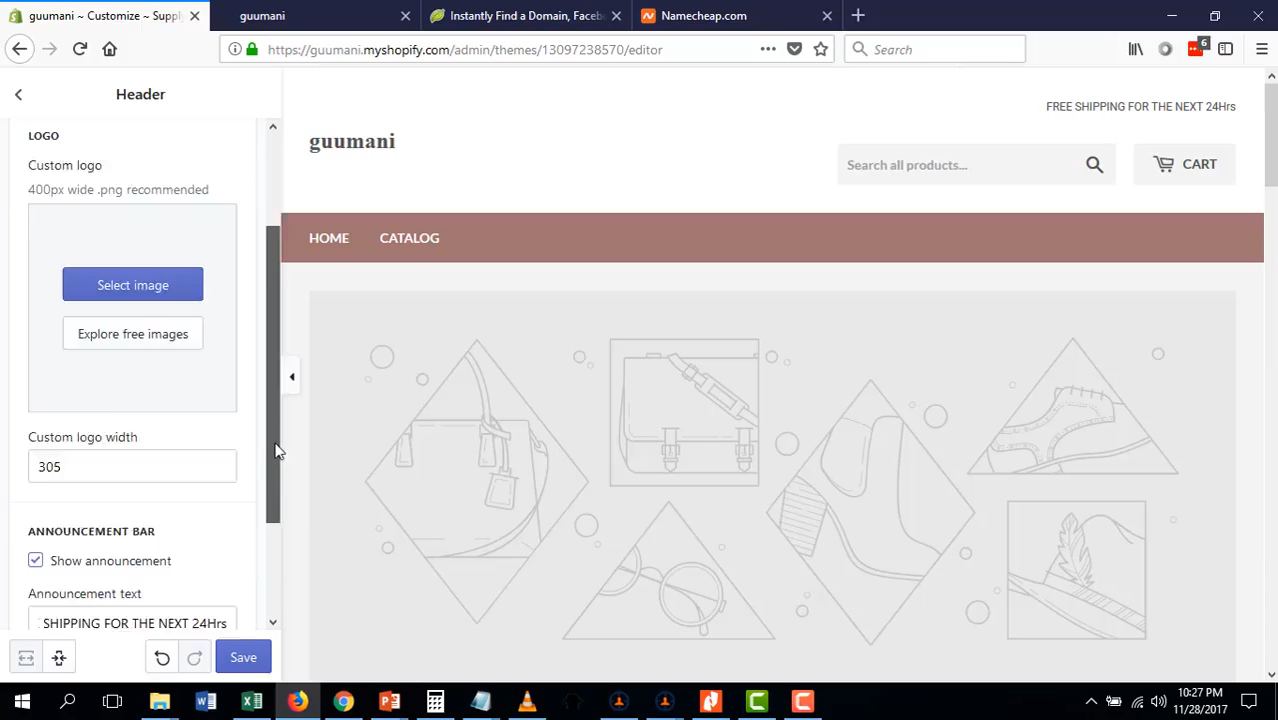 guumani ~ Customize ~ Supply
guumani
Instantly Find a Domain, Facebo
Namecheap.com
https://guumani.myshopify.com/admin/themes/13097238570/editor
Search
6
Header
LOGO
Custom logo
400px wide .png recommended
Select image
Explore free images
Custom logo width
305
ANNOUNCEMENT BAR
Show announcement
Announcement text
SHIPPING FOR THE NEXT 24Hrs
Save
FREE SHIPPING FOR THE NEXT 24Hrs
guumani
Search all products...
CART
HOME
CATALOG
10:27 PM
11/28/2017